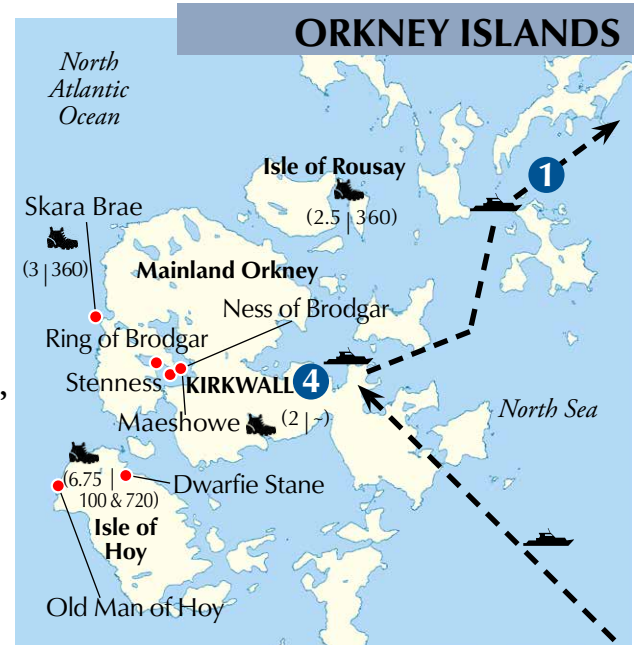 ORKNEY ISLANDS
North
Atlantic
Ocean
1
Isle of Rousay
(2.5 | 360)
Skara Brae
(3 | 360)
Mainland Orkney
Ness of Brodgar
Ring of Brodgar
Stenness
KIRKWALL 4
,
Maeshowe (2 | ~)
North Sea
(6.75 |
100 & 720)
Dwarfie Stane
Isle of
Hoy
Old Man of Hoy